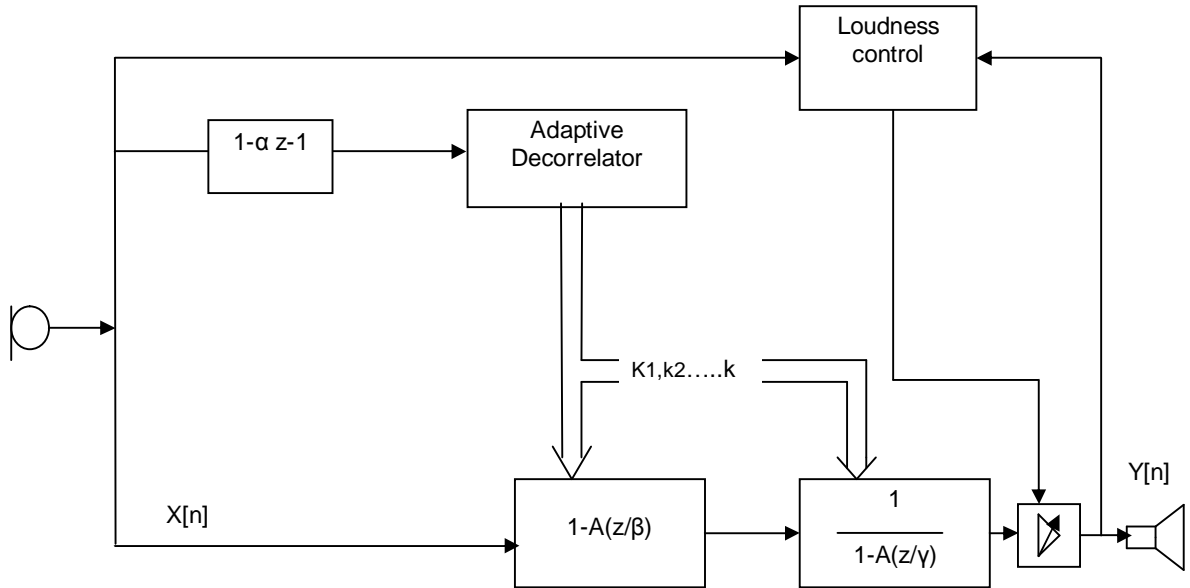 Loudness
control
1-α z-1
Adaptive
Decorrelator
K1,k2…..k
X[n]
1-A(z/β)
1
1-A(z/γ)
Y[n]